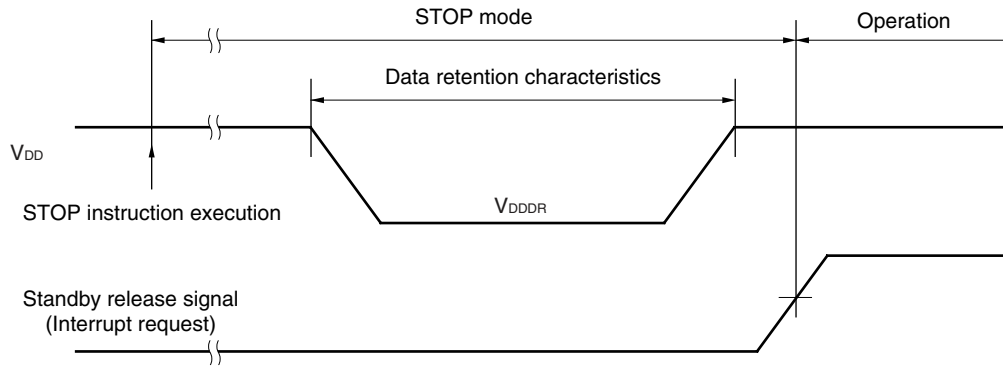 STOP mode
Operation
Data retention characteristics
VDD
STOP instruction execution
VDDDR
Standby release signal
(Interrupt request)